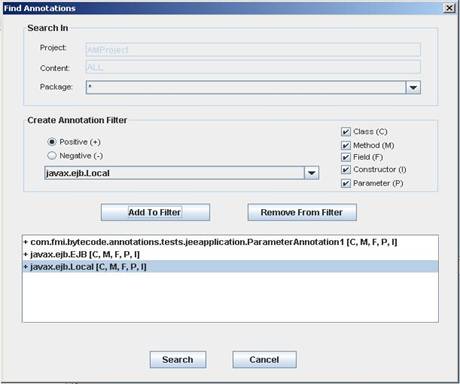 Find Annotations
Search In
Project: AMProject
Content: ALL
Package: *
Create Annotation Filter
Positive (+)
Negative (-)
javax.ejb.Local
Class (C)
Method (M)
Field (F)
Constructor (I)
Parameter (P)
Add To Filter Remove From Filter
+ com.fmi.bytecode.annotations.tests.jeeapplication.ParameterAnnotation1 [C, M, F, P, I]
+ javax.ejb.EJB [C, M, F, P, I]
+ javax.ejb.Local [C, M, F, P, I]
Search Cancel